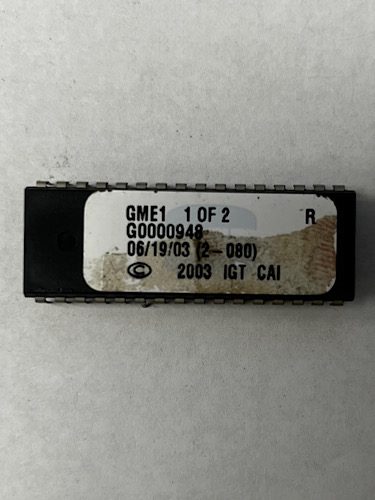 GME1 1 OF 2 R
G0000948
06/19/03 (2-080)
© 2003 IGT CAI